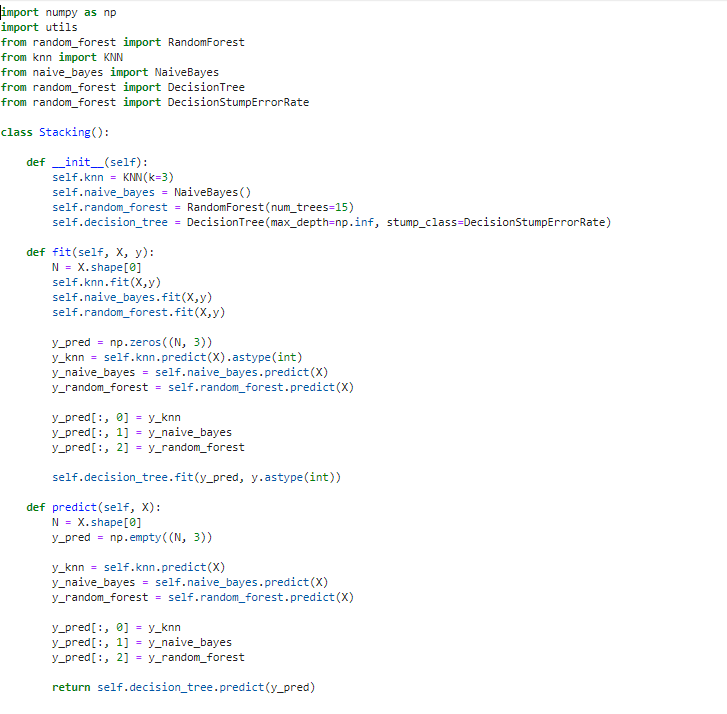 import numpy as np
import utils
from random_forest import RandomForest
from knn import KNN
from naive_bayes import NaiveBayes
from random_forest import DecisionTree
from random_forest import DecisionStumpErrorRate

class Stacking():

    def __init__(self):
        self.knn = KNN(k=3)
        self.naive_bayes = NaiveBayes()
        self.random_forest = RandomForest(num_trees=15)
        self.decision_tree = DecisionTree(max_depth=np.inf, stump_class=DecisionStumpErrorRate)

    def fit(self, X, y):
        N = X.shape[0]
        self.knn.fit(X,y)
        self.naive_bayes.fit(X,y)
        self.random_forest.fit(X,y)

        y_pred = np.zeros((N, 3))
        y_knn = self.knn.predict(X).astype(int)
        y_naive_bayes = self.naive_bayes.predict(X)
        y_random_forest = self.random_forest.predict(X)

        y_pred[:, 0] = y_knn
        y_pred[:, 1] = y_naive_bayes
        y_pred[:, 2] = y_random_forest

        self.decision_tree.fit(y_pred, y.astype(int))

    def predict(self, X):
        N = X.shape[0]
        y_pred = np.empty((N, 3))

        y_knn = self.knn.predict(X)
        y_naive_bayes = self.naive_bayes.predict(X)
        y_random_forest = self.random_forest.predict(X)

        y_pred[:, 0] = y_knn
        y_pred[:, 1] = y_naive_bayes
        y_pred[:, 2] = y_random_forest

        return self.decision_tree.predict(y_pred)